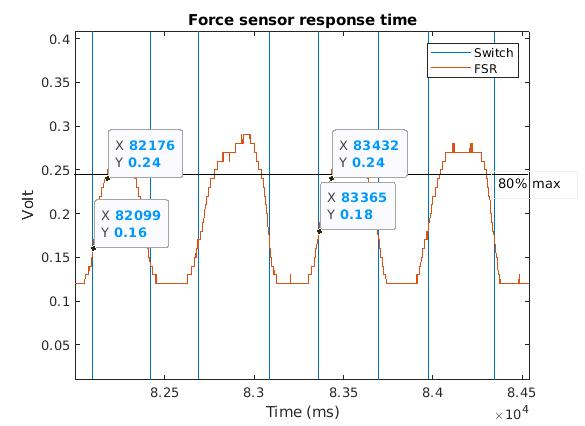 Force sensor response time
Switch
FSR
X 82176
Y 0.24
X 83432
Y 0.24
X 82099
Y 0.16
X 83365
Y 0.18
80% max
0.4
0.35
0.3
0.25
0.2
0.15
0.1
0.05
Volt
8.25
8.3
8.35
8.4
8.45
Time (ms)
×10⁴